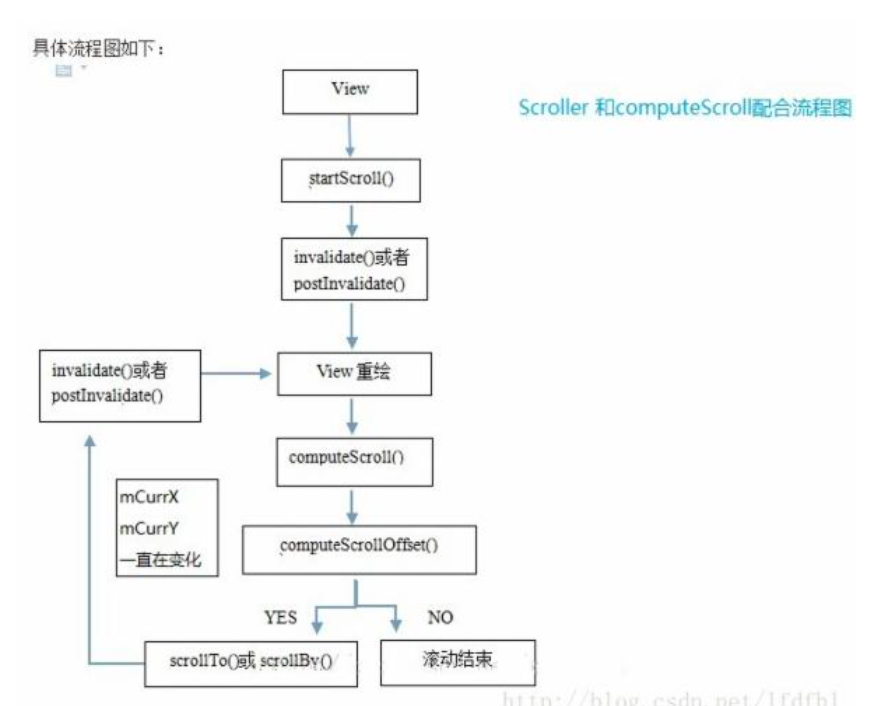 具体流程图如下：
View
Scroller 和computeScroll配合流程图
startScroll()
invalidate()或者
postInvalidate()
invalidate()或者
postInvalidate()
View 重绘
computeScroll()
mCurrX
mCurrY
一直在变化
computeScrollOffset()
YES
NO
scrollTo()或 scrollBy()
滚动结束
http://blog.csdn.net/lfdfhl